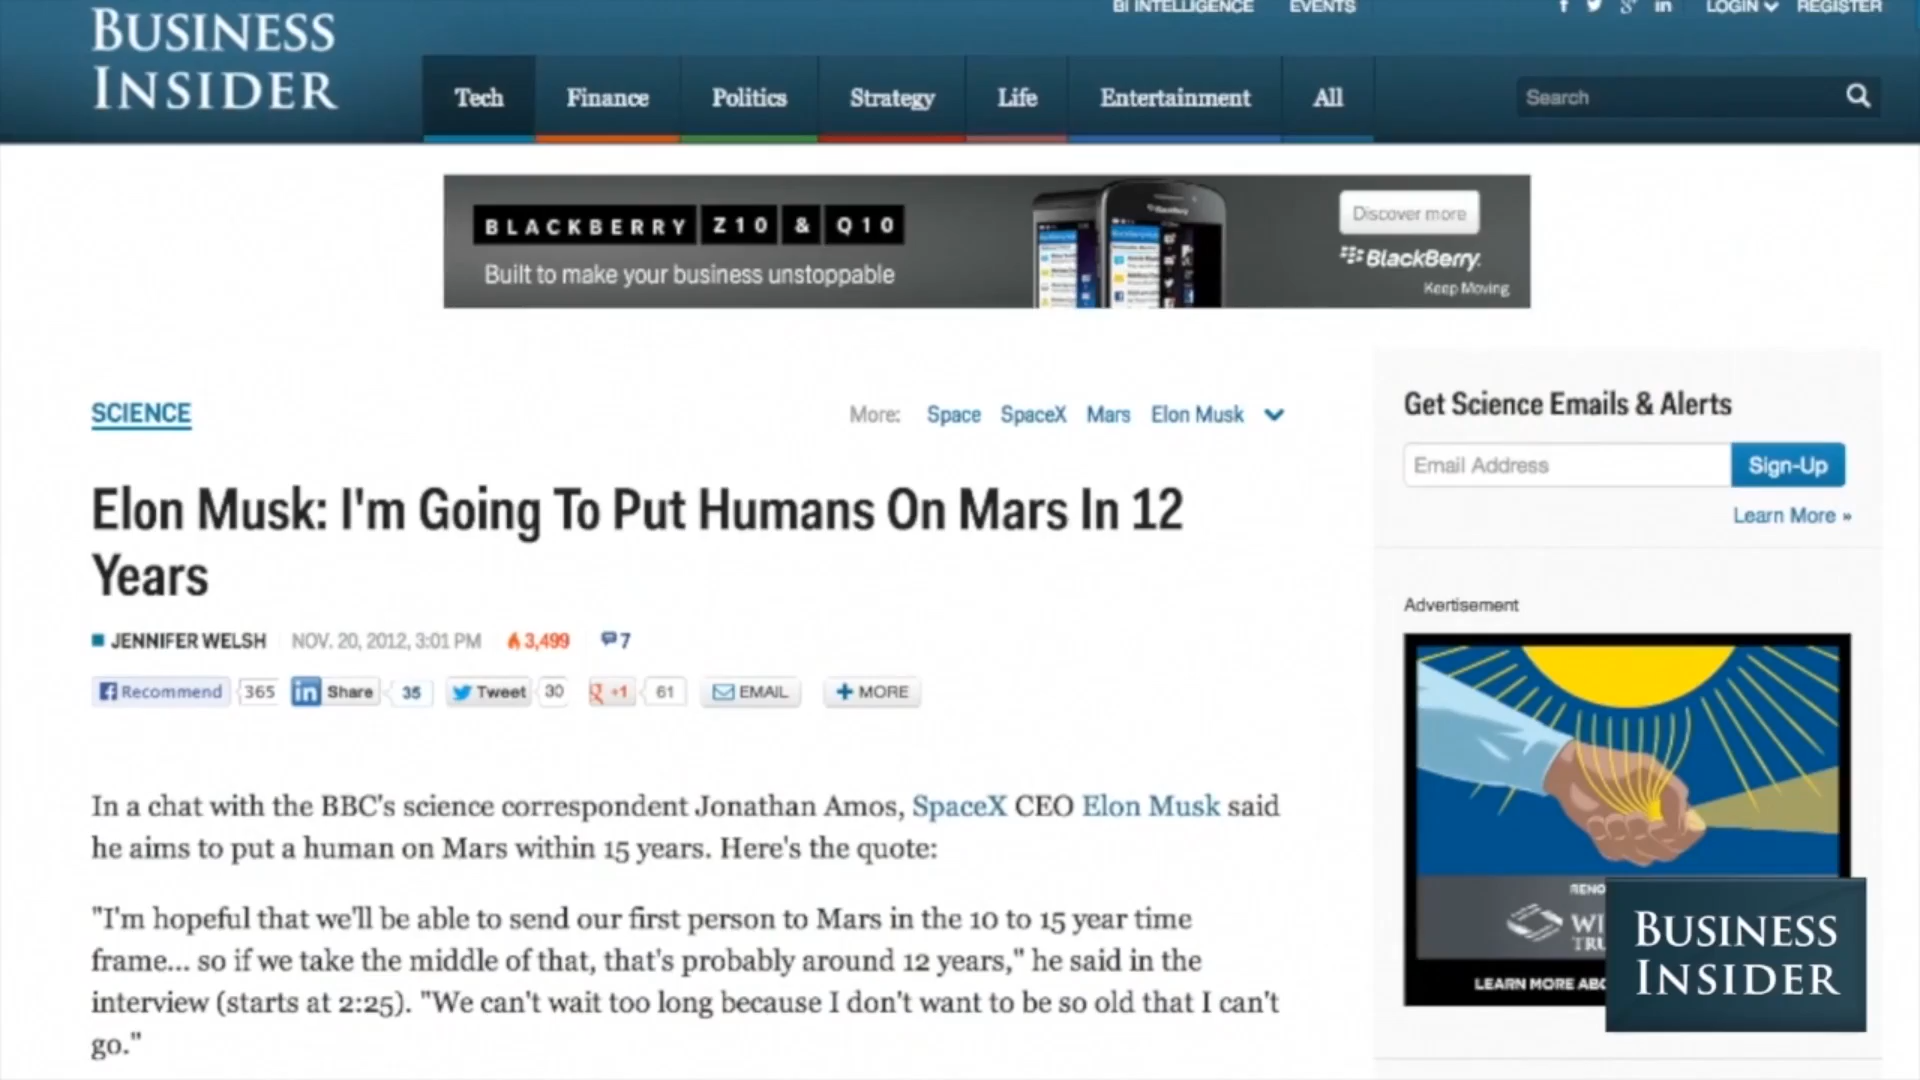 BUSINESS
INSIDER
BI INTELLIGENCE EVENTS
LOGIN REGISTER
Tech Finance Politics Strategy Life Entertainment All
Search
BLACKBERRY Z10 & Q10
Built to make your business unstoppable
BlackBerry
Discover more
BlackBerry.
Keep Moving
SCIENCE
More: Space SpaceX Mars Elon Musk
Elon Musk: I'm Going To Put Humans On Mars In 12
Years
JENNIFER WELSH NOV. 20, 2012, 3:01 PM 3,499 7
Recommend 365 in Share 35 Tweet 30 +1 61 EMAIL + MORE
In a chat with the BBC's science correspondent Jonathan Amos, SpaceX CEO Elon Musk said
he aims to put a human on Mars within 15 years. Here's the quote:
"I'm hopeful that we'll be able to send our first person to Mars in the 10 to 15 year time
frame... so if we take the middle of that, that's probably around 12 years," he said in the
interview (starts at 2:25). "We can't wait too long because I don't want to be so old that I can't
go."
Get Science Emails & Alerts
Email Address Sign-Up
Learn More »
Advertisement
RENO
WI
TRU
LEARN MORE ABO
BUSINESS
INSIDER